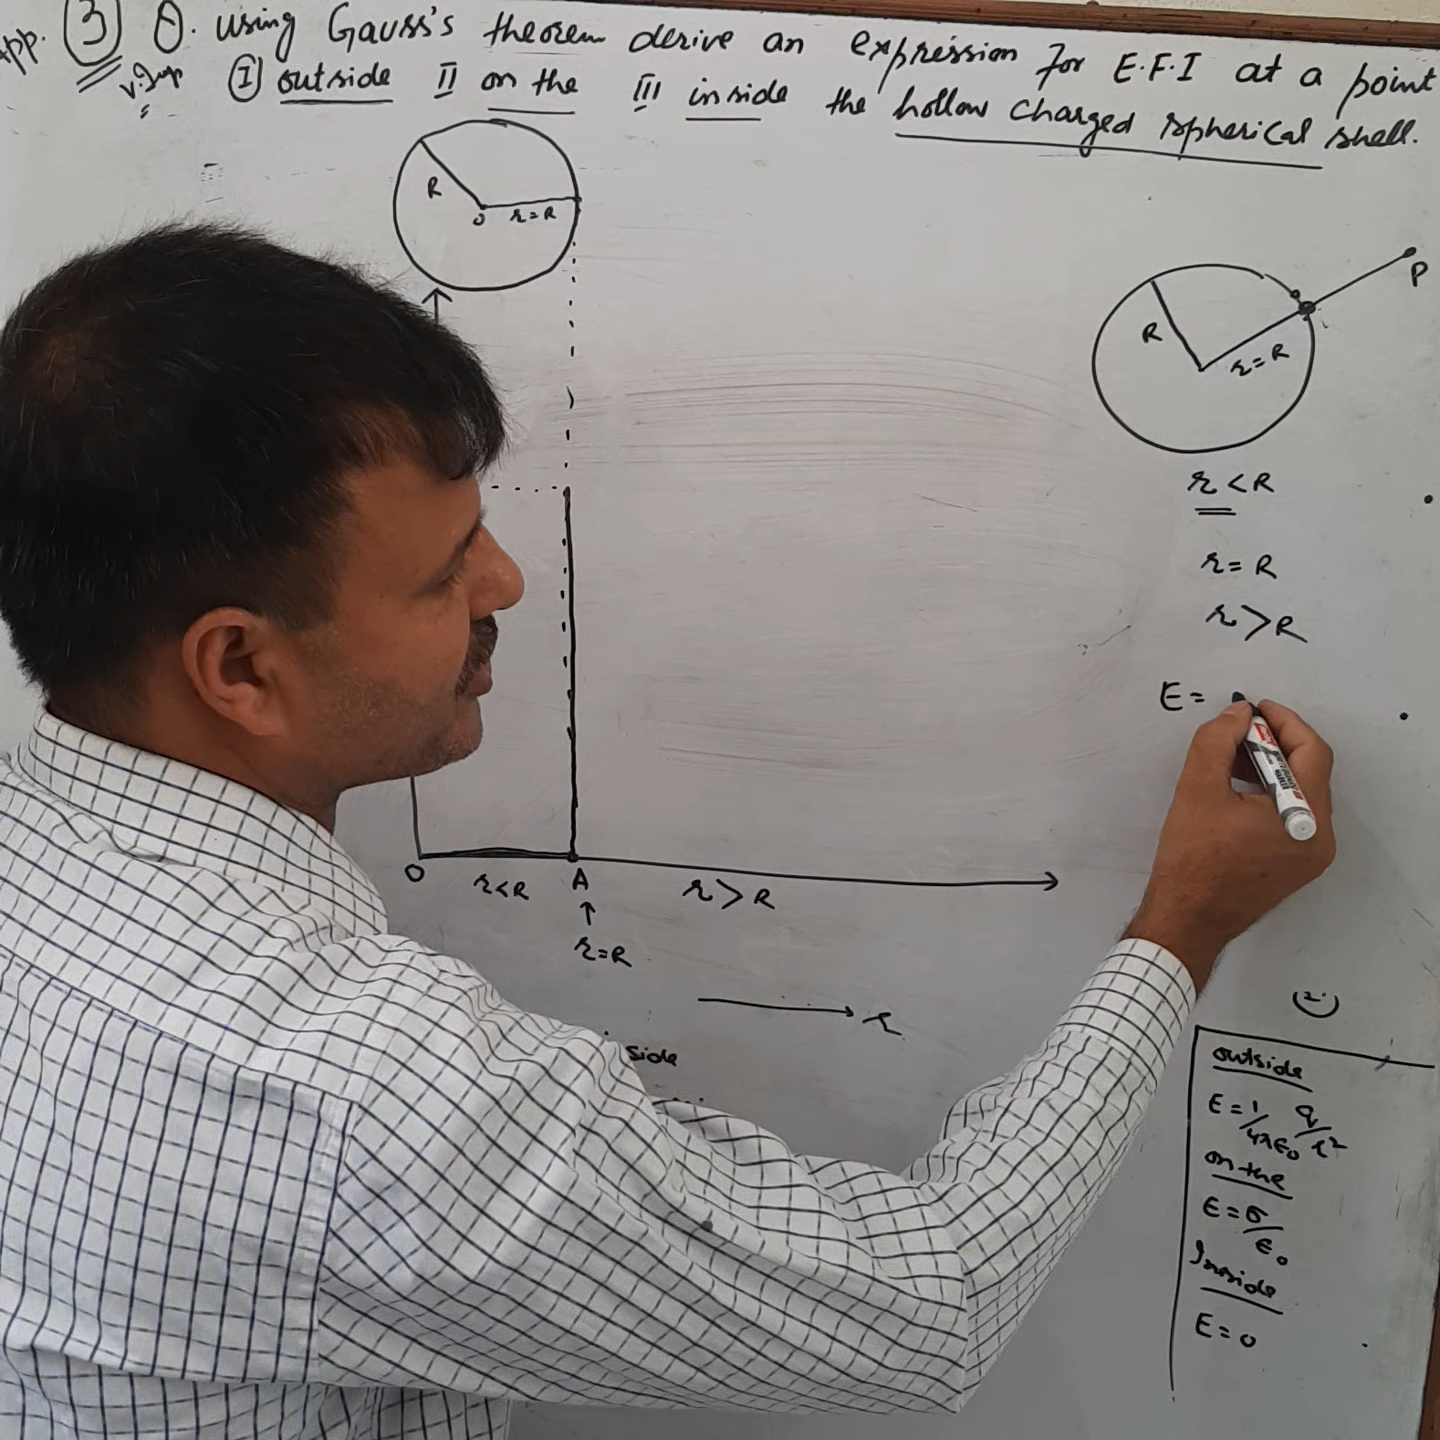 App. ③ Q. using Gauss's theorem derive an expression for E.F.I at a point
v.Imp Ⓘ outside II on the III inside the hollow charged spherical shell.
R
O r=R
P
R
r=R
r<R
r=R
r>R
E=
O r<R A r>R
r=R
r
side
outside
E=1/4πε₀ q/r²
on the
E=σ/ε₀
Inside
E=0